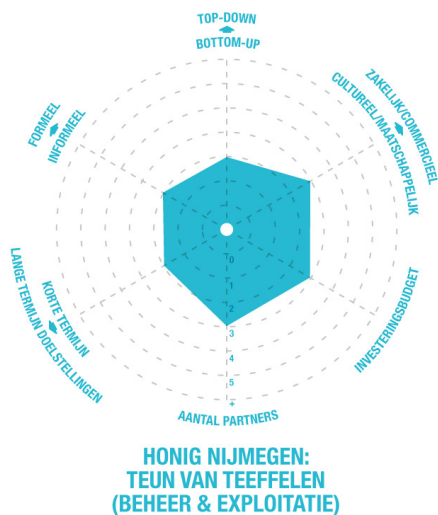 TOP-DOWN
BOTTOM-UP
ZAKELIJK/COMMERCIEEL
CULTUREEL/MAATSCHAPPELIJK
FORMEEL
INFORMEEL
INVESTERINGSBUDGET
KORTE TERMIJN
LANGE TERMIJN DOELSTELLINGEN
0
1
2
3
4
5
+
AANTAL PARTNERS
HONIG NIJMEGEN:
TEUN VAN TEEFFELEN
(BEHEER & EXPLOITATIE)